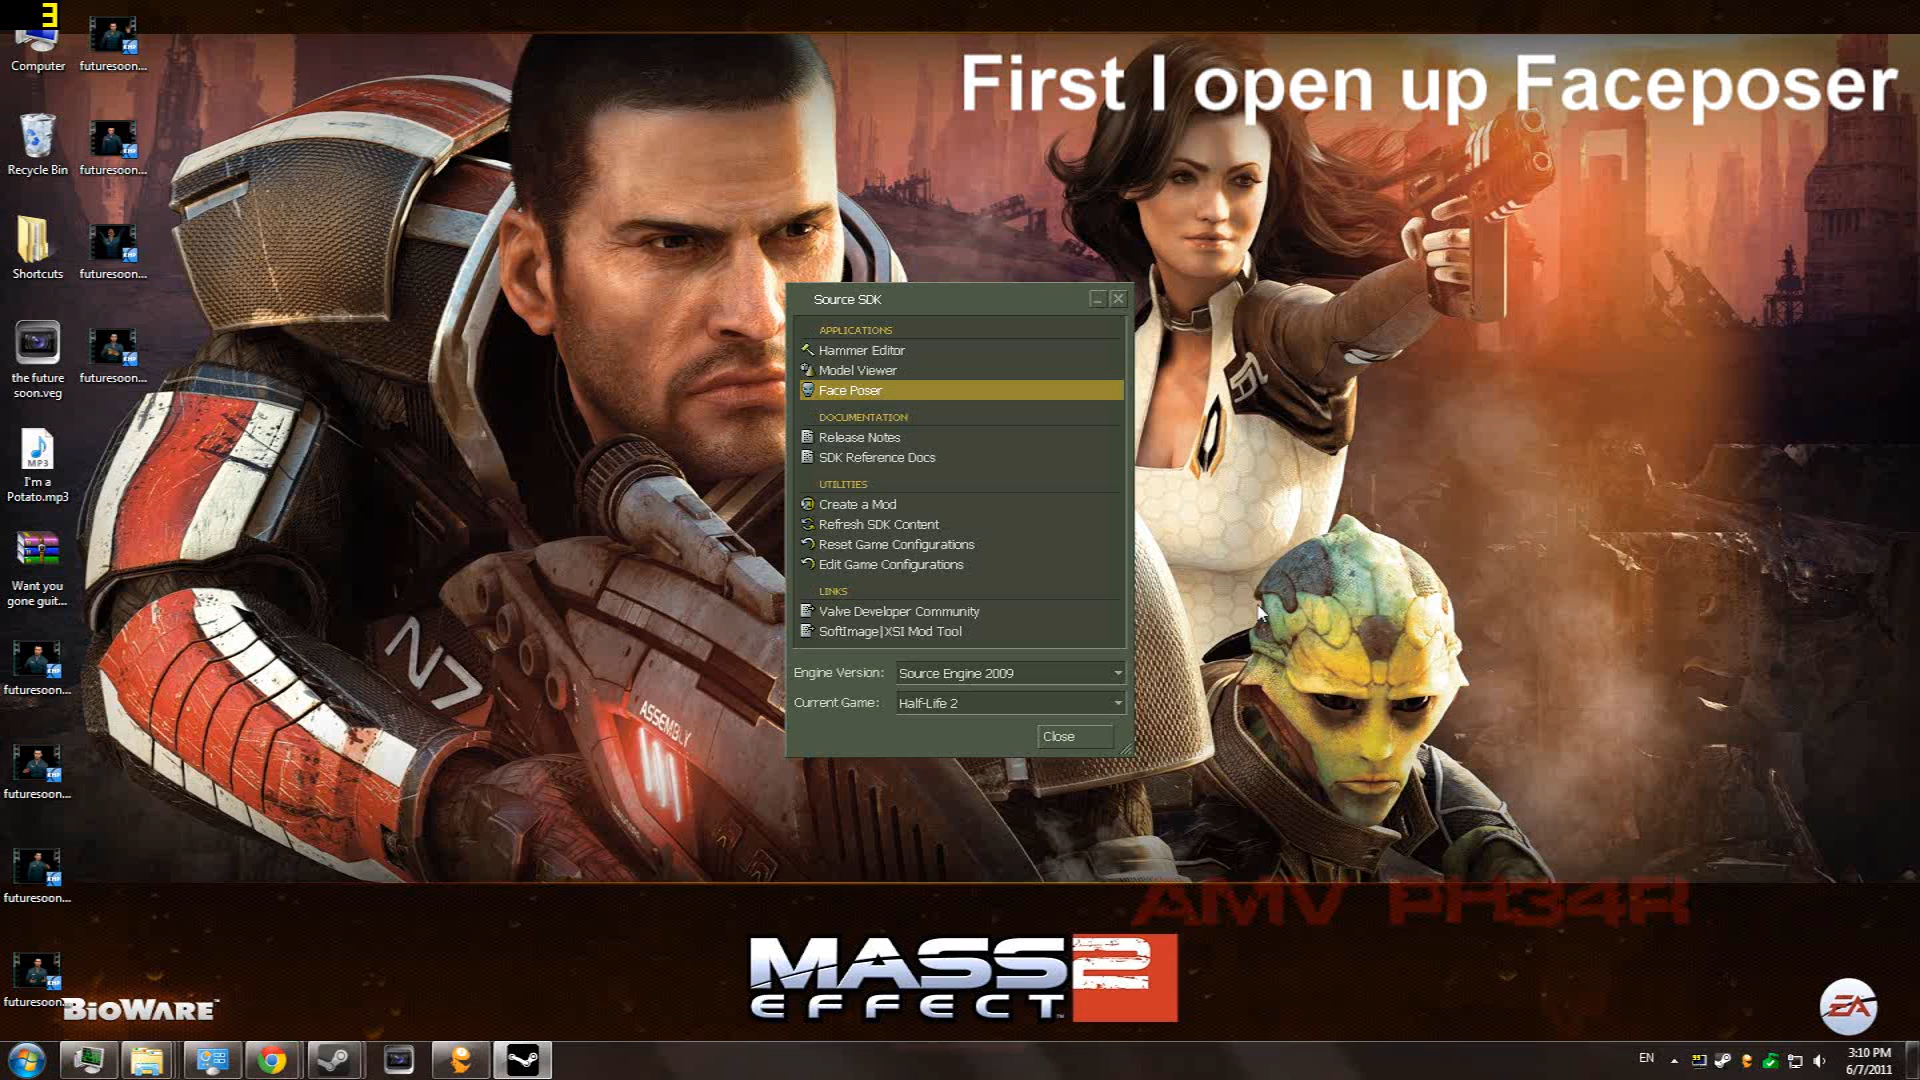 3
First I open up Faceposer
Computer
futuresoon...
Recycle Bin
futuresoon...
Shortcuts
futuresoon...
the future
soon.veg
futuresoon...
MP3
I'm a
Potato.mp3
Want you
gone guit...
futuresoon...
futuresoon...
futuresoon...
futuresoon...
Source SDK
APPLICATIONS
Hammer Editor
Model Viewer
Face Poser
DOCUMENTATION
Release Notes
SDK Reference Docs
UTILITIES
Create a Mod
Refresh SDK Content
Reset Game Configurations
Edit Game Configurations
LINKS
Valve Developer Community
SoftImage|XSI Mod Tool
Engine Version: Source Engine 2009
Current Game: Half-Life 2
Close
N7
ASSEMBLY
AMV PH34R
MASS 2
EFFECT™
BIOWARE™
EA
EN
3:10 PM
6/7/2011